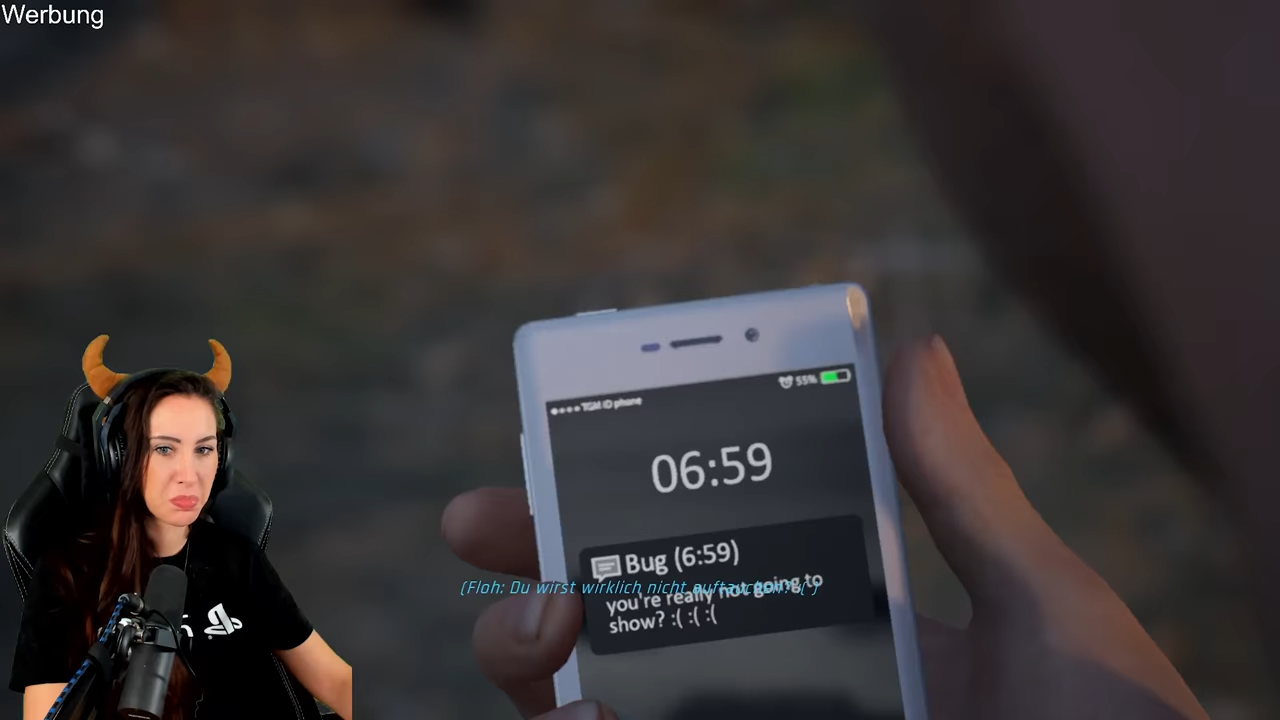 Werbung
TGM ID phone
55%
06:59
Bug (6:59)
(Floh: Du wirst wirklich nicht auftauchen? :( )
you're really not going to
show? :( :( :(